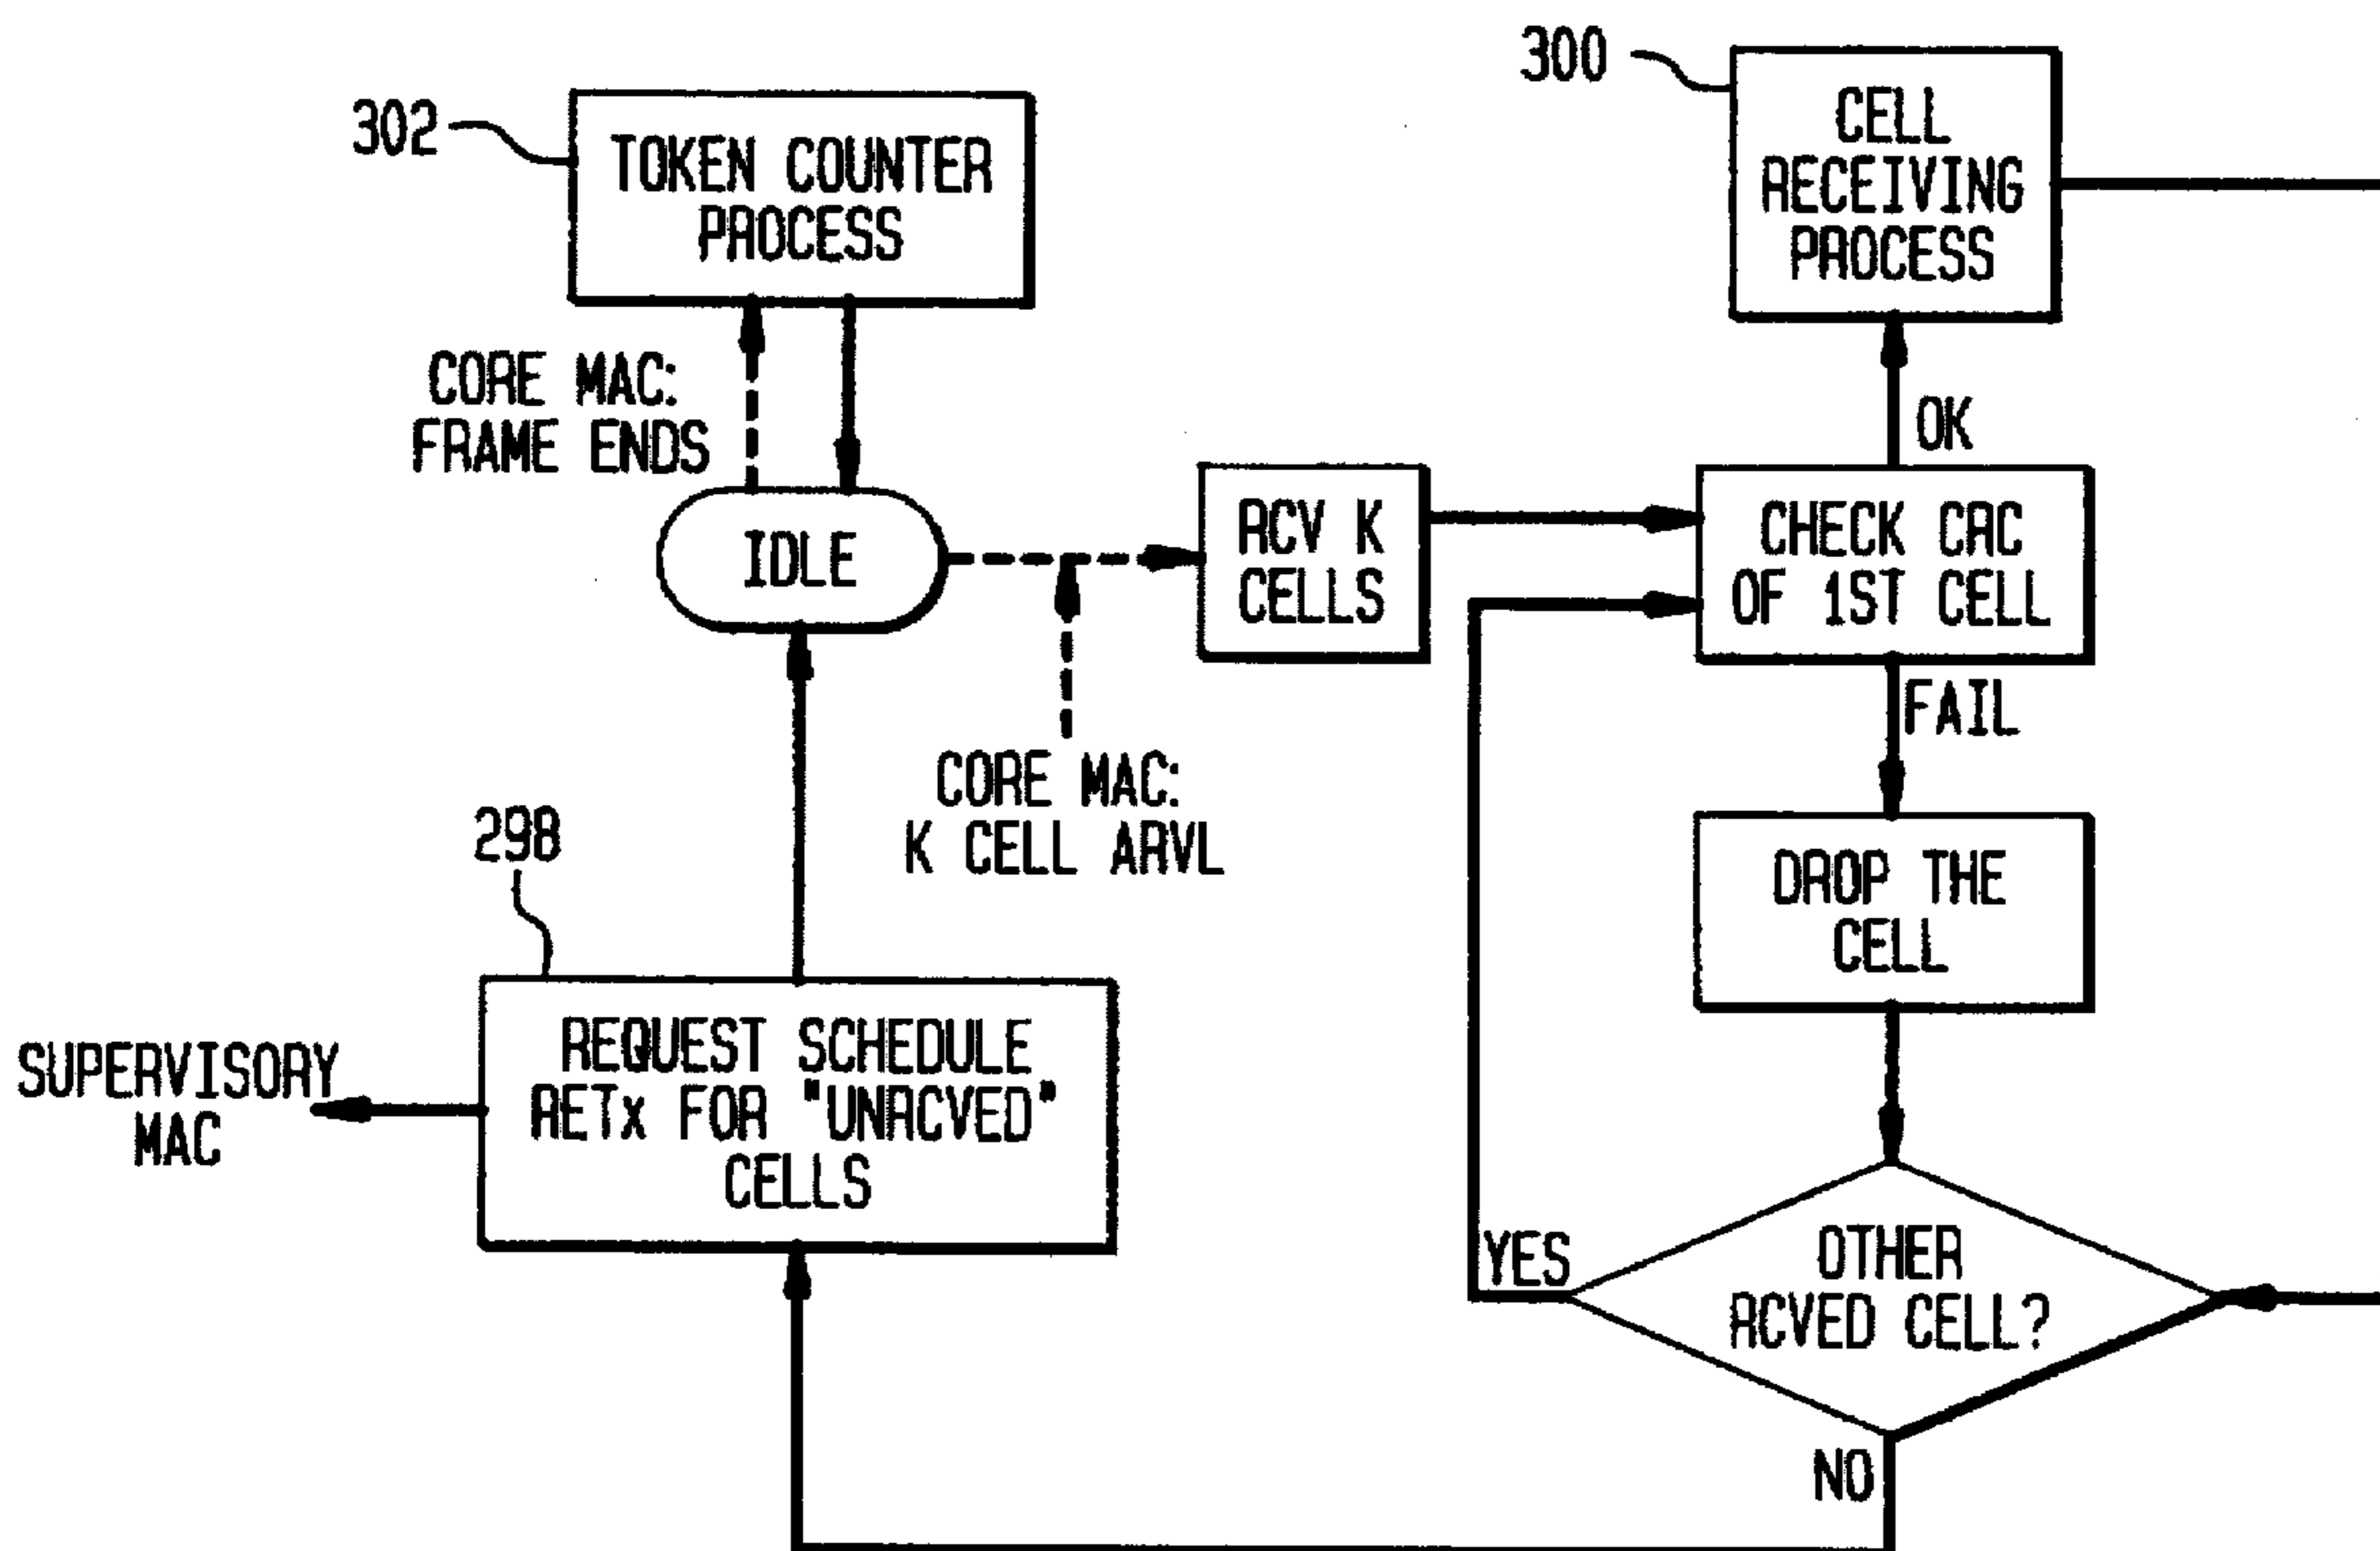 302
TOKEN COUNTER
PROCESS
300
CELL
RECEIVING
PROCESS
CORE MAC:
FRAME ENDS
OK
IDLE
RCV K
CELLS
CHECK CRC
OF 1ST CELL
FAIL
CORE MAC:
K CELL ARVL
298
DROP THE
CELL
SUPERVISORY
MAC
REQUEST SCHEDULE
RETx FOR "UNRCVED"
CELLS
YES
OTHER
RCVED CELL?
NO